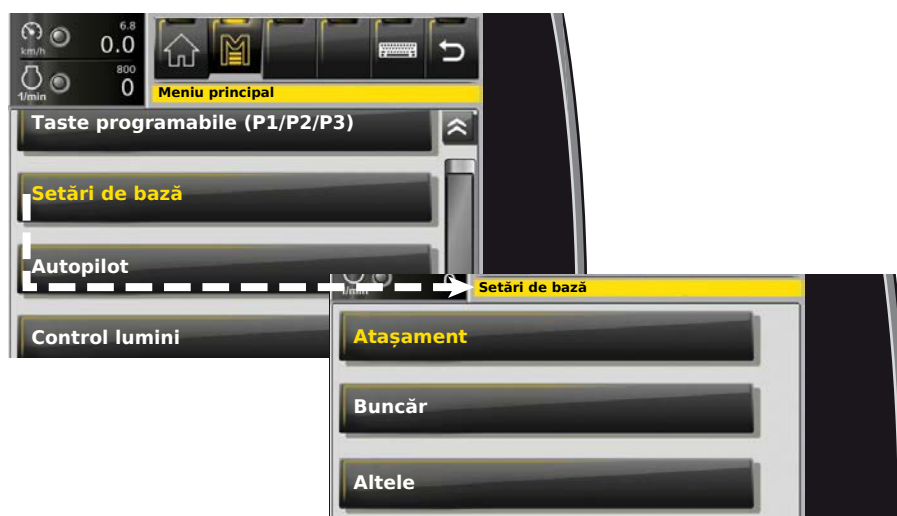 6.8
km/h 0.0
800
1/min 0
Meniu principal
Taste programabile (P1/P2/P3)
Setări de bază
Autopilot
Control lumini
Setări de bază
Atașament
Buncăr
Altele